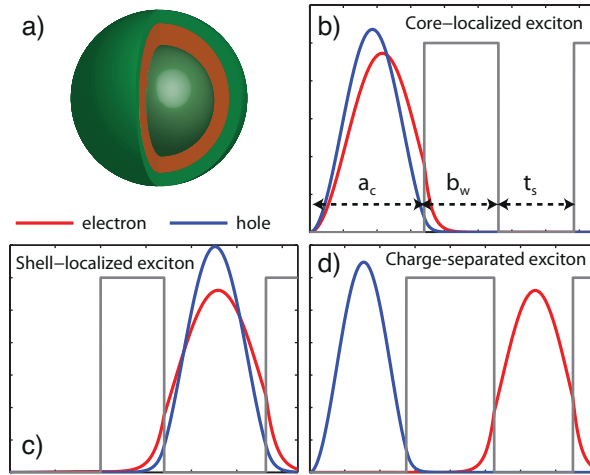 a)
b)
Core–localized exciton
a_c
b_w
t_s
electron
hole
Shell–localized exciton
c)
d)
Charge-separated exciton